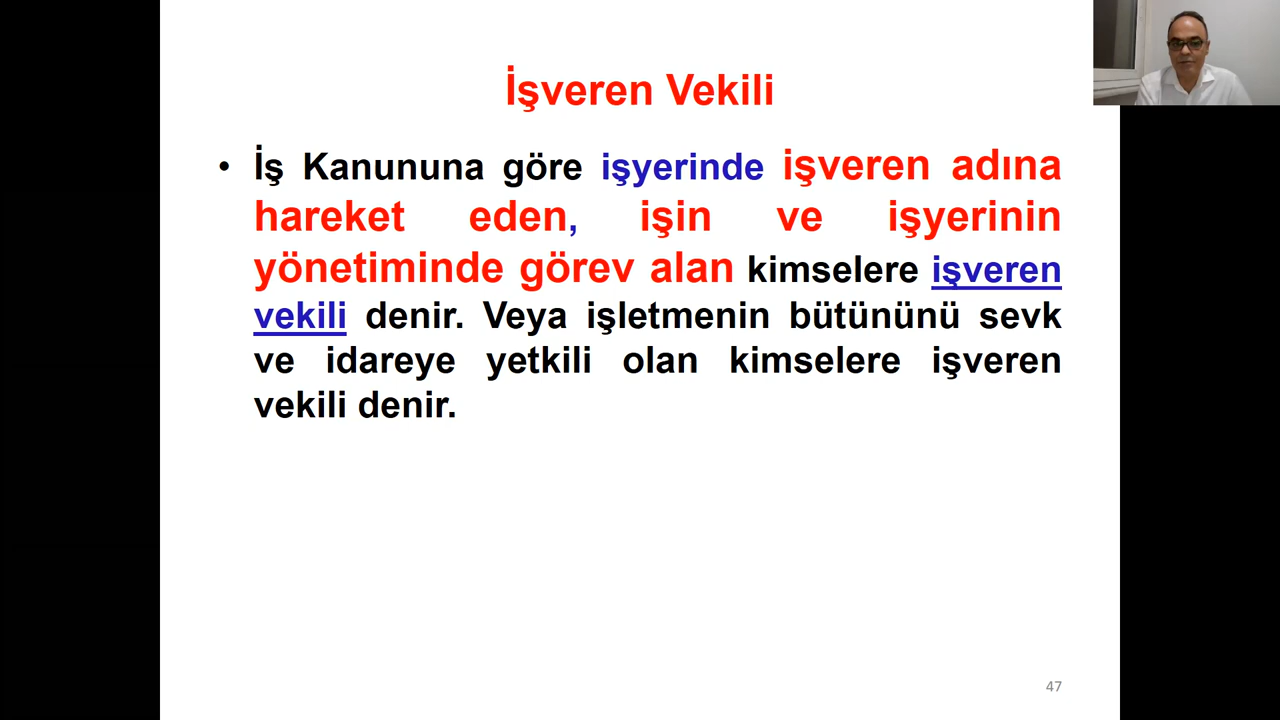 İşveren Vekili
• İş Kanununa göre işyerinde işveren adına
hareket eden, işin ve işyerinin
yönetiminde görev alan kimselere işveren
vekili denir. Veya işletmenin bütününü sevk
ve idareye yetkili olan kimselere işveren
vekili denir.
47